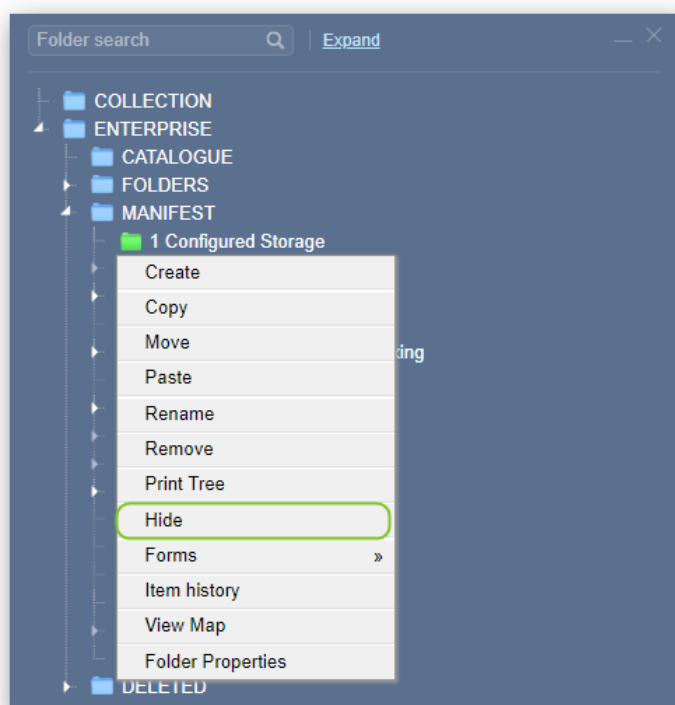 Folder search
Expand
COLLECTION
ENTERPRISE
CATALOGUE
FOLDERS
MANIFEST
1 Configured Storage
Create
Copy
Move
Paste
Rename
Remove
Print Tree
Hide
Forms »
Item history
View Map
Folder Properties
DELETED